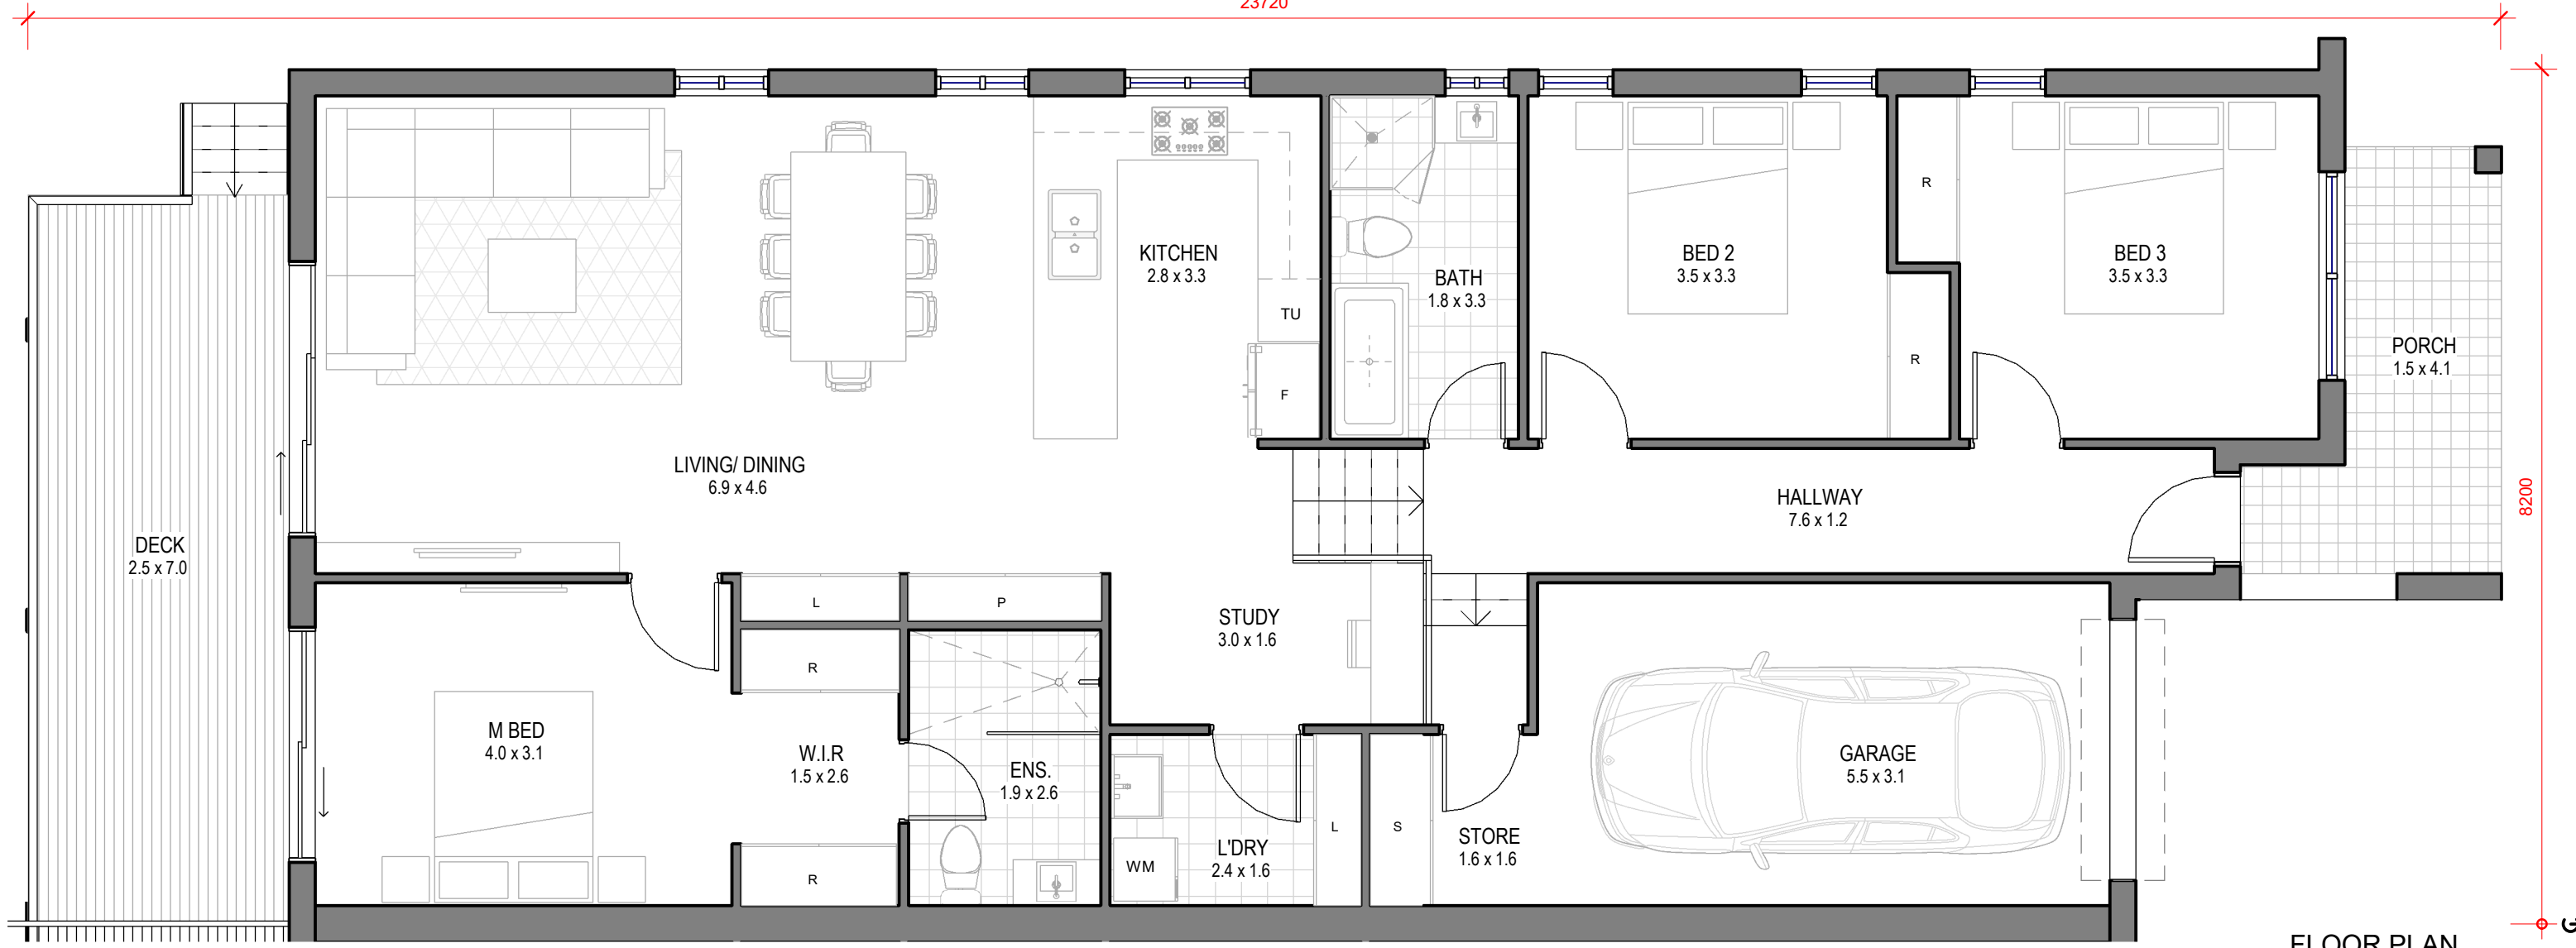 23720
KITCHEN
2.8 x 3.3
TU
F
BATH
1.8 x 3.3
BED 2
3.5 x 3.3
R
R
BED 3
3.5 x 3.3
PORCH
1.5 x 4.1
LIVING/ DINING
6.9 x 4.6
HALLWAY
7.6 x 1.2
8200
DECK
2.5 x 7.0
L
P
STUDY
3.0 x 1.6
R
M BED
4.0 x 3.1
W.I.R
1.5 x 2.6
ENS.
1.9 x 2.6
R
WM
L'DRY
2.4 x 1.6
L
S
STORE
1.6 x 1.6
GARAGE
5.5 x 3.1
FLOOR PLAN